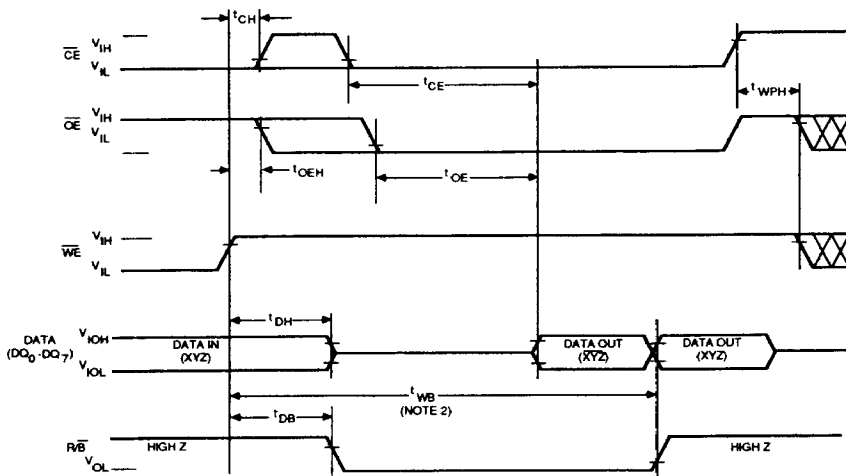 tCH
CE VIH
VIL
tCE
tWPH
OE VIH
VIL
tOEH
tOE
WE VIH
VIL
tDH
DATA (DQ0-DQ7)
VIOH
VIOL
DATA IN (XYZ)
DATA OUT (XYZ)
DATA OUT (XYZ)
tWB
(NOTE 2)
tDB
R/B
HIGH Z
HIGH Z
VOL